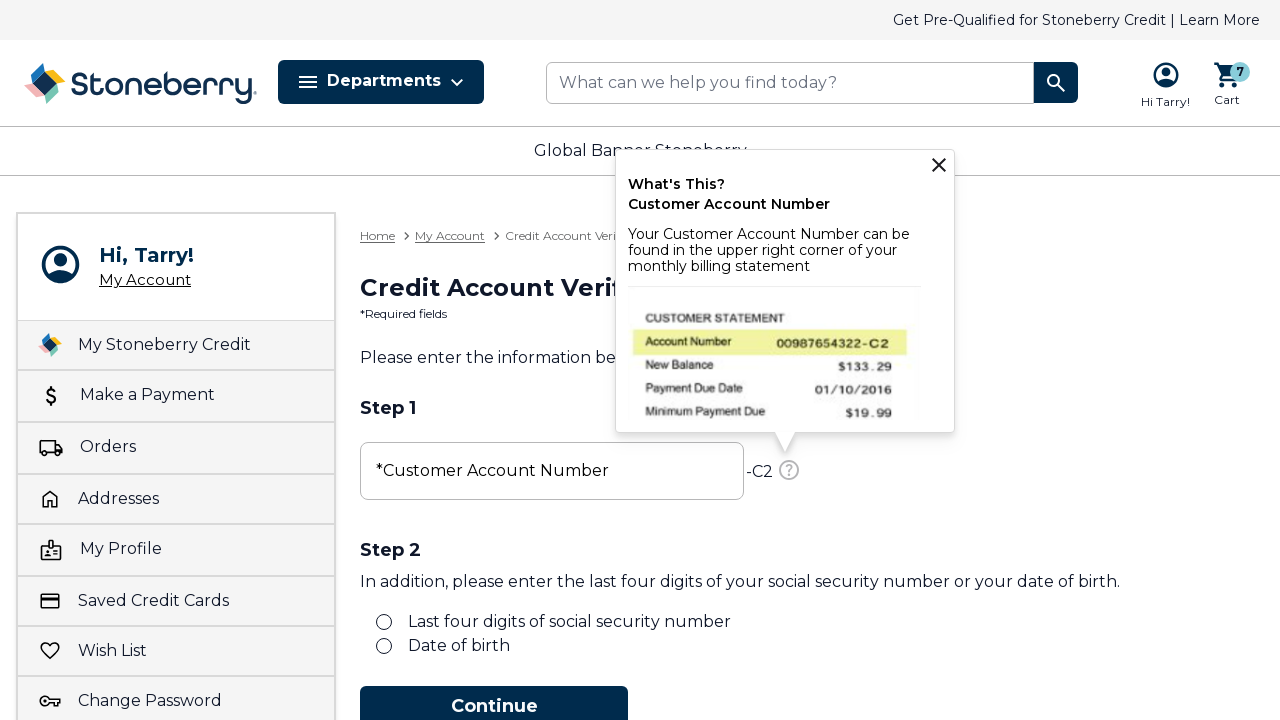 Get Pre-Qualified for Stoneberry Credit | Learn More
Stoneberry
Departments
What can we help you find today?
Hi Tarry!
7
Cart
Global Banner Stoneberry
What's This?
Customer Account Number
Your Customer Account Number can be
found in the upper right corner of your
monthly billing statement
CUSTOMER STATEMENT
Account Number 00987654322-C2
New Balance $133.29
Payment Due Date 01/10/2016
Minimum Payment Due $19.99
Hi, Tarry!
My Account
My Stoneberry Credit
Make a Payment
Orders
Addresses
My Profile
Saved Credit Cards
Wish List
Change Password
Home > My Account > Credit Account Veri
Credit Account Verif
*Required fields
Please enter the information be
Step 1
*Customer Account Number
-C2 ?
Step 2
In addition, please enter the last four digits of your social security number or your date of birth.
Last four digits of social security number
Date of birth
Continue